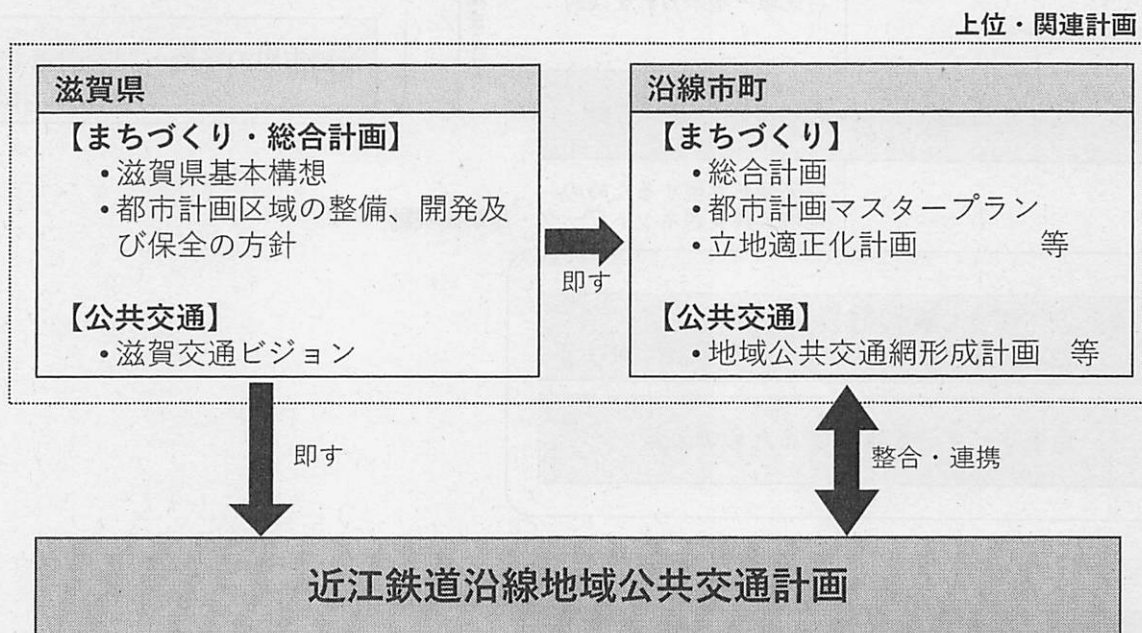 上位・関連計画
滋賀県
【まちづくり・総合計画】
•滋賀県基本構想
•都市計画区域の整備、開発及
び保全の方針
【公共交通】
•滋賀交通ビジョン
即す
沿線市町
【まちづくり】
•総合計画
•都市計画マスタープラン
•立地適正化計画 等
【公共交通】
•地域公共交通網形成計画 等
即す
整合・連携
近江鉄道沿線地域公共交通計画